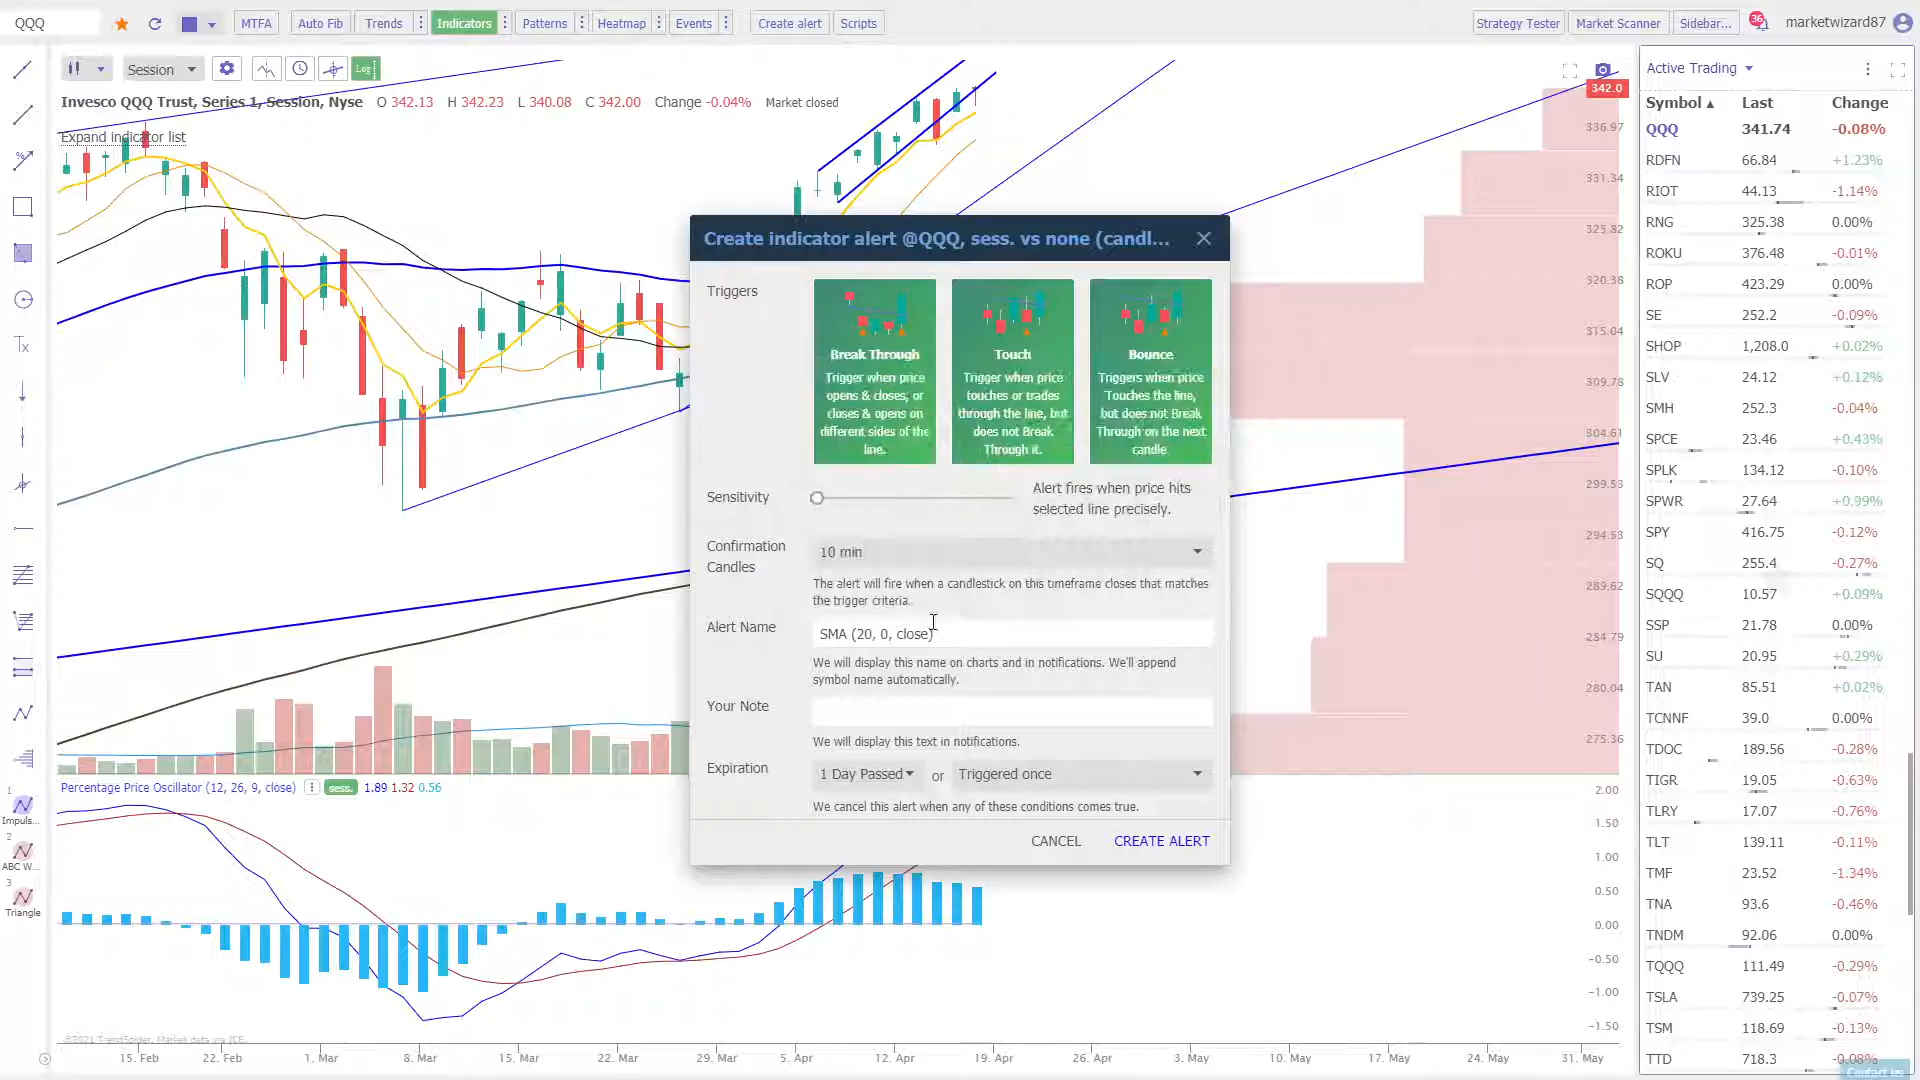 QQQ
MTFA
Auto Fib
Trends
Indicators
Patterns
Heatmap
Events
Create alert
Scripts
Strategy Tester
Market Scanner
Sidebar...
36
marketwizard87
Session
Log
Invesco QQQ Trust, Series 1, Session, Nyse O 342.13 H 342.23 L 340.08 C 342.00 Change -0.04% Market closed
Expand indicator list
342.0
336.97
331.34
325.82
320.38
315.04
309.78
304.61
299.53
294.53
289.62
284.79
280.04
275.36
Create indicator alert @QQQ, sess. vs none (candl...
Triggers
Break Through
Trigger when price
opens & closes, or
closes & opens on
different sides of the
line.
Touch
Trigger when price
touches or trades
through the line, but
does not Break
Through it.
Bounce
Triggers when price
Touches the line,
but does not Break
Through on the next
candle
Sensitivity
Alert fires when price hits
selected line precisely.
Confirmation
Candles
10 min
The alert will fire when a candlestick on this timeframe closes that matches
the trigger criteria.
Alert Name
SMA (20, 0, close)
We will display this name on charts and in notifications. We'll append
symbol name automatically.
Your Note
We will display this text in notifications.
Expiration
1 Day Passed
or
Triggered once
We cancel this alert when any of these conditions comes true.
CANCEL
CREATE ALERT
Percentage Price Oscillator (12, 26, 9, close)
sess.
1.89 1.32 0.56
2.00
1.50
1.00
0.50
0.00
-0.50
-1.00
-1.50
1
Impuls...
2
ABC W...
3
Triangle
Tx
©2021 TrendSpider, Market data via ICE
15. Feb
22. Feb
1. Mar
8. Mar
15. Mar
22. Mar
29. Mar
5. Apr
12. Apr
19. Apr
26. Apr
3. May
10. May
17. May
24. May
31. May
Active Trading
Symbol Last Change
QQQ 341.74 -0.08%
RDFN 66.84 +1.23%
RIOT 44.13 -1.14%
RNG 325.38 0.00%
ROKU 376.48 -0.01%
ROP 423.29 0.00%
SE 252.2 -0.09%
SHOP 1,208.0 +0.02%
SLV 24.12 +0.12%
SMH 252.3 -0.04%
SPCE 23.46 +0.43%
SPLK 134.12 -0.10%
SPWR 27.64 +0.99%
SPY 416.75 -0.12%
SQ 255.4 -0.27%
SQQQ 10.57 +0.09%
SSP 21.78 0.00%
SU 20.95 +0.29%
TAN 85.51 +0.02%
TCNNF 39.0 0.00%
TDOC 189.56 -0.28%
TIGR 19.05 -0.63%
TLRY 17.07 -0.76%
TLT 139.11 -0.11%
TMF 23.52 -1.34%
TNA 93.6 -0.46%
TNDM 92.06 0.00%
TQQQ 111.49 -0.29%
TSLA 739.25 -0.07%
TSM 118.69 -0.13%
TTD 718.3 -0.08%
Contact us